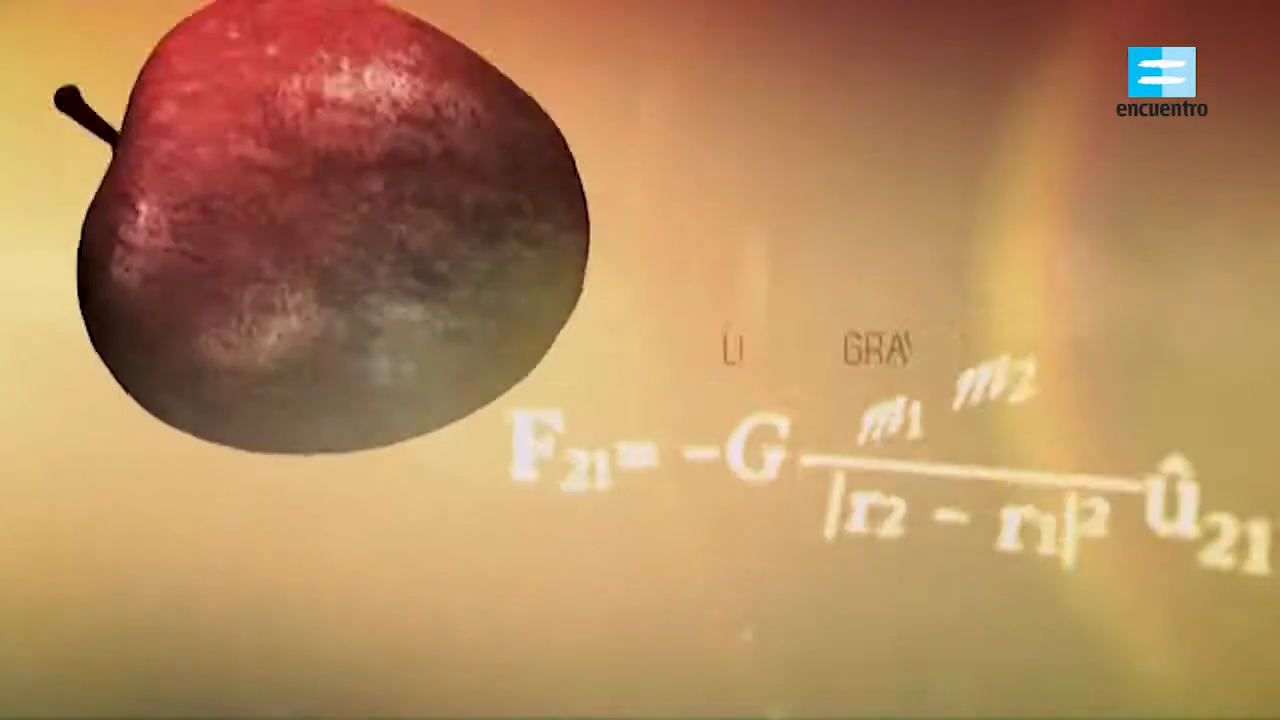 encuentro
F₂₁= -G m₁ m₂ / |r₂ - r₁|² û₂₁